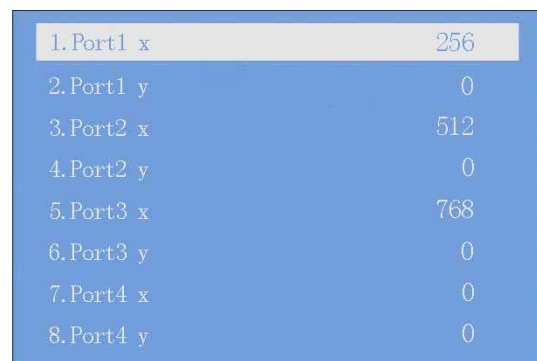 1.Port1 x 256
2.Port1 y 0
3.Port2 x 512
4.Port2 y 0
5.Port3 x 768
6.Port3 y 0
7.Port4 x 0
8.Port4 y 0